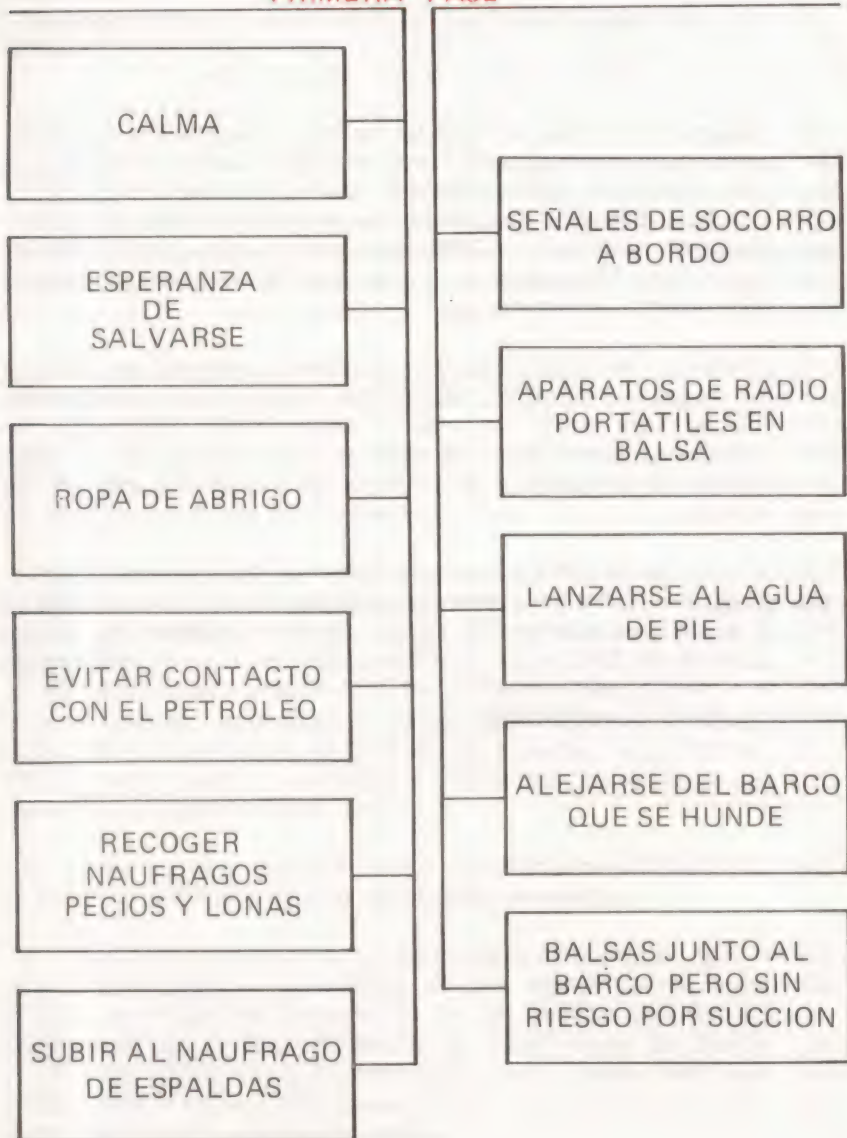 PRIMERA FASE
CALMA
ESPERANZA
DE
SALVARSE
ROPA DE ABRIGO
EVITAR CONTACTO
CON EL PETROLEO
RECOGER
NAUFRAGOS
PECIOS Y LONAS
SUBIR AL NAUFRAGO
DE ESPALDAS
SEÑALES DE SOCORRO
A BORDO
APARATOS DE RADIO
PORTATILES EN
BALSA
LANZARSE AL AGUA
DE PIE
ALEJARSE DEL BARCO
QUE SE HUNDE
BALSAS JUNTO AL
BARCO PERO SIN
RIESGO POR SUCCION